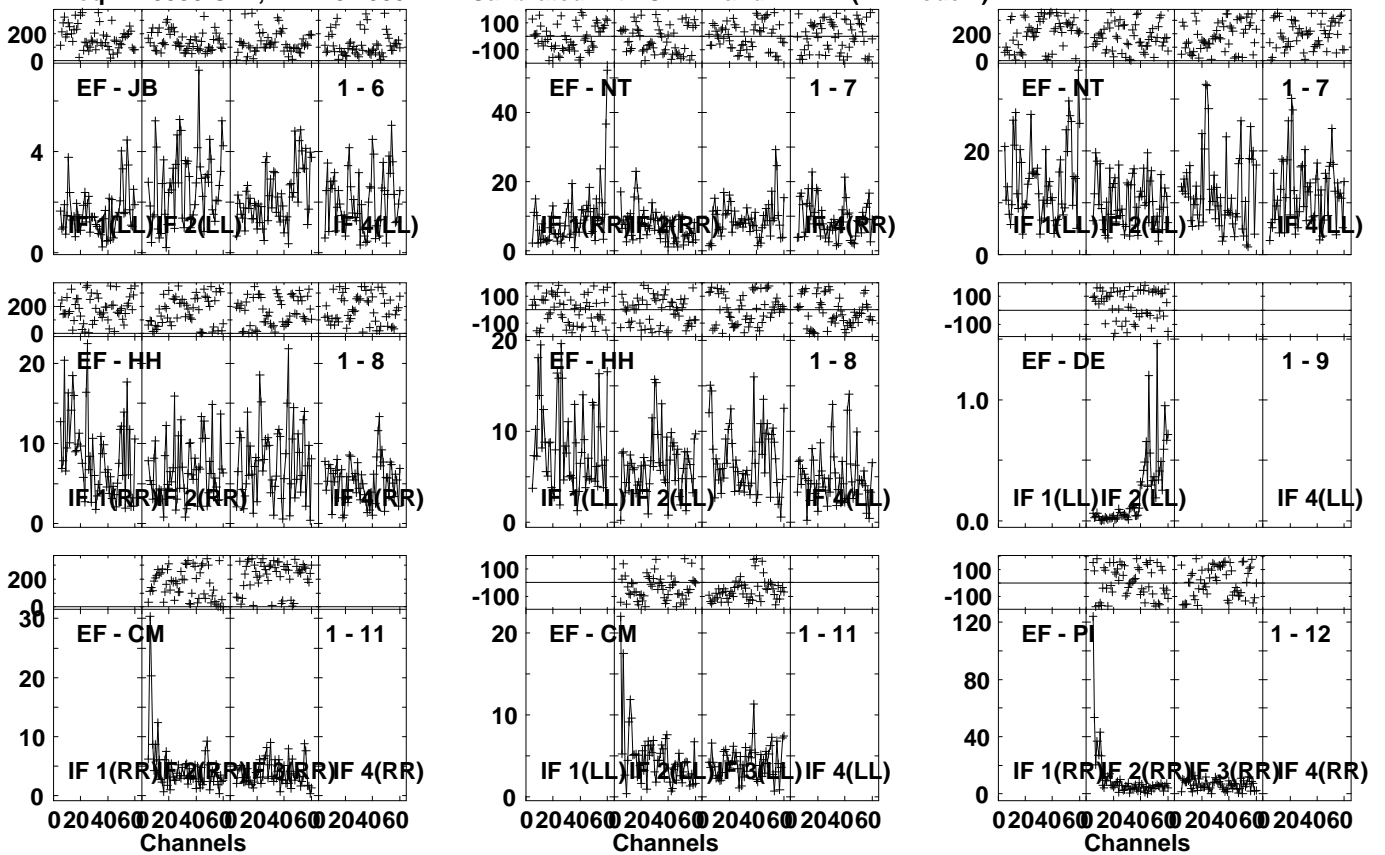 200
0
EF - JB 1 - 6
4
0
IF 1(LL) IF 2(LL) IF 4(LL)
100
-100
EF - NT 1 - 7
40
20
0
IF 1(RR) IF 2(RR) IF 4(RR)
200
0
EF - NT 1 - 7
20
0
IF 1(LL) IF 2(LL) IF 4(LL)
200
0
EF - HH 1 - 8
20
10
0
IF 1(RR) IF 2(RR) IF 4(RR)
100
-100
EF - HH 1 - 8
20
15
10
5
0
IF 1(LL) IF 2(LL) IF 4(LL)
100
-100
EF - DE 1 - 9
1.0
0.0
IF 1(LL) IF 2(LL) IF 4(LL)
200
0
EF - CM 1 - 11
30
20
10
0
IF 1(RR) IF 2(RR) IF 3(RR) IF 4(RR)
0 20 40 60 0 20 40 60 0 20 40 60 0 20 40 60
Channels
100
-100
EF - CM 1 - 11
20
10
0
IF 1(LL) IF 2(LL) IF 3(LL) IF 4(LL)
0 20 40 60 0 20 40 60 0 20 40 60 0 20 40 60
Channels
100
-100
EF - PI 1 - 12
120
80
40
0
IF 1(RR) IF 2(RR) IF 3(RR) IF 4(RR)
0 20 40 60 0 20 40 60 0 20 40 60 0 20 40 60
Channels